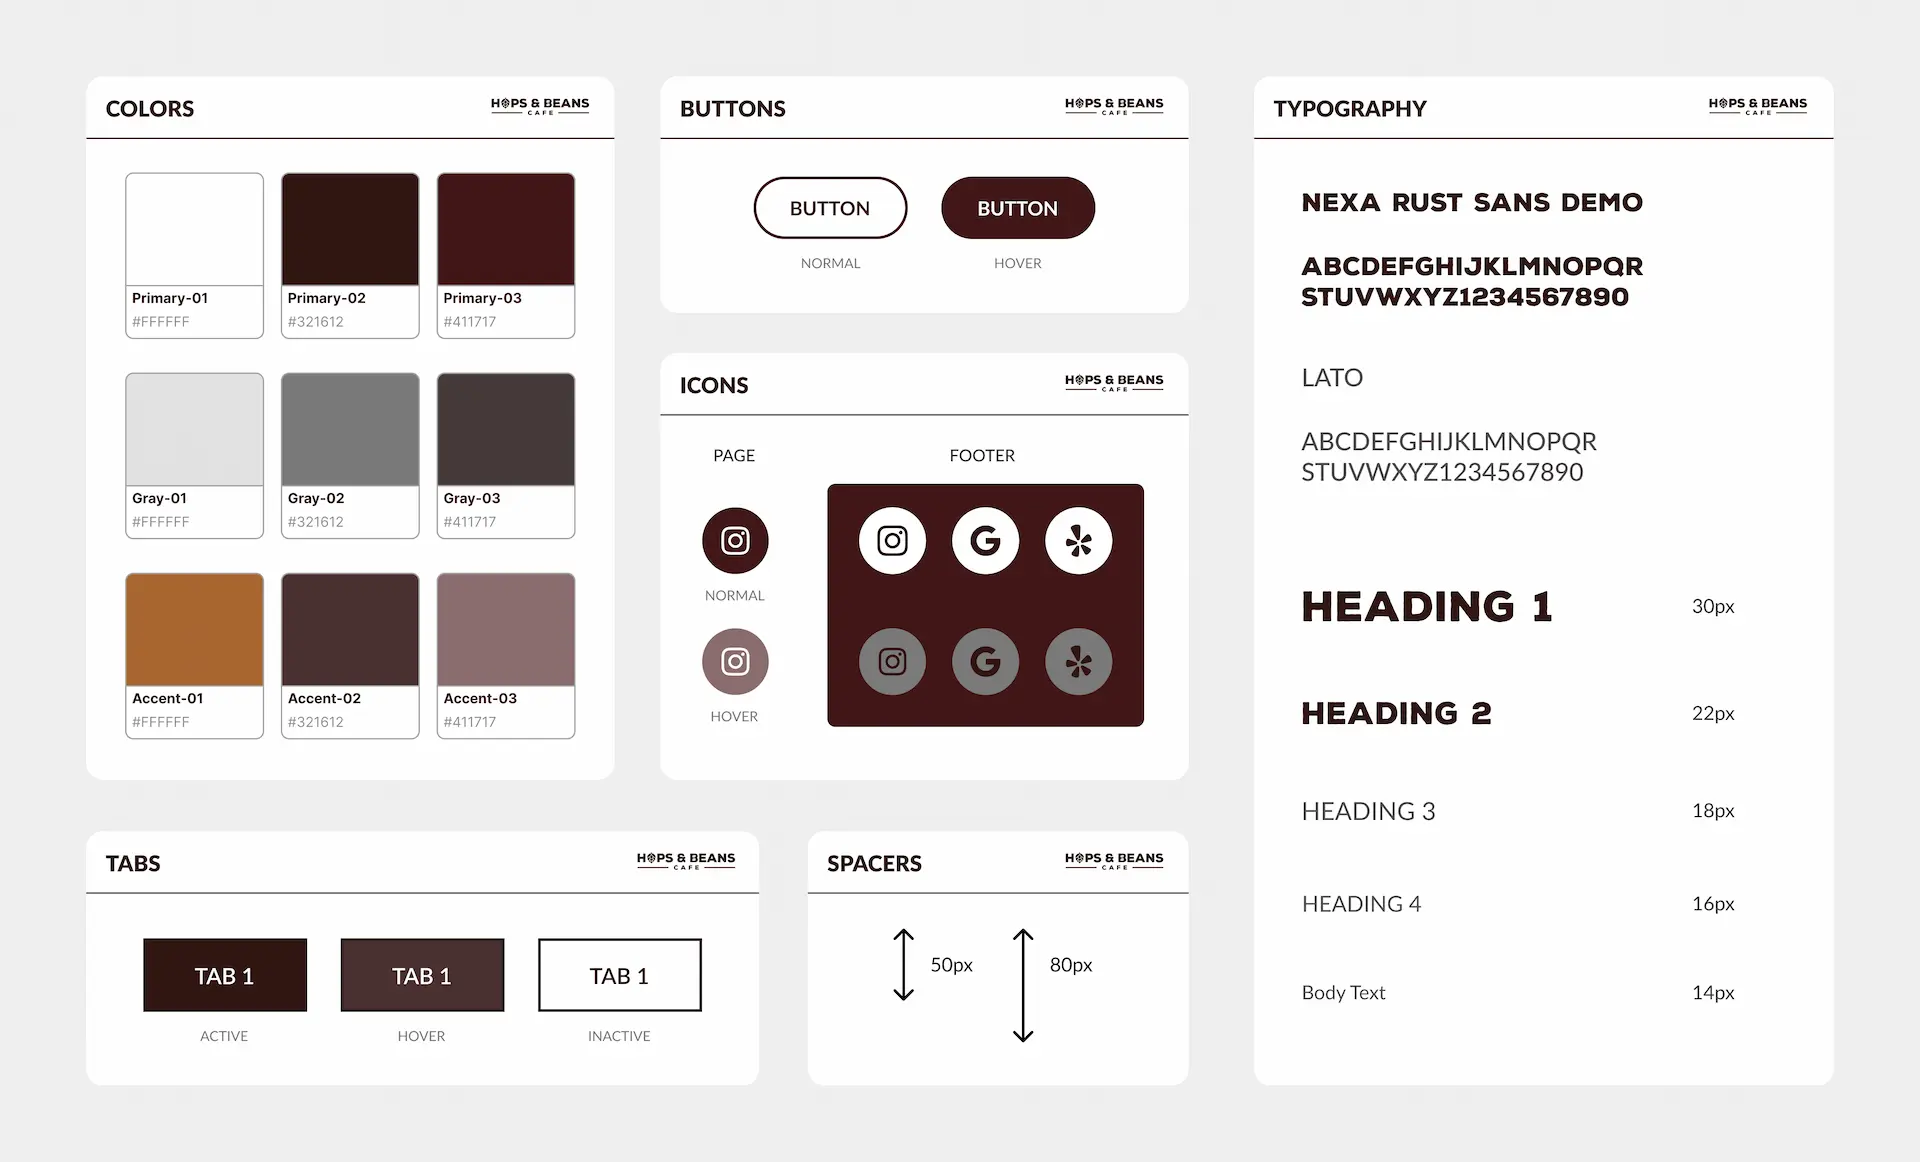 COLORS
HOPS & BEANS
CAFE
Primary-01
#FFFFFF
Primary-02
#321612
Primary-03
#411717
Gray-01
#FFFFFF
Gray-02
#321612
Gray-03
#411717
Accent-01
#FFFFFF
Accent-02
#321612
Accent-03
#411717
BUTTONS
HOPS & BEANS
CAFE
BUTTON
NORMAL
BUTTON
HOVER
ICONS
HOPS & BEANS
CAFE
PAGE
NORMAL
HOVER
FOOTER
G
G
TABS
HOPS & BEANS
CAFE
TAB 1
ACTIVE
TAB 1
HOVER
TAB 1
INACTIVE
SPACERS
HOPS & BEANS
CAFE
50px
80px
TYPOGRAPHY
HOPS & BEANS
CAFE
NEXA RUST SANS DEMO
ABCDEFGHIJKLMNOPQR
STUVWXYZ1234567890
LATO
ABCDEFGHIJKLMNOPQR
STUVWXYZ1234567890
HEADING 1 30px
HEADING 2 22px
HEADING 3 18px
HEADING 4 16px
Body Text 14px